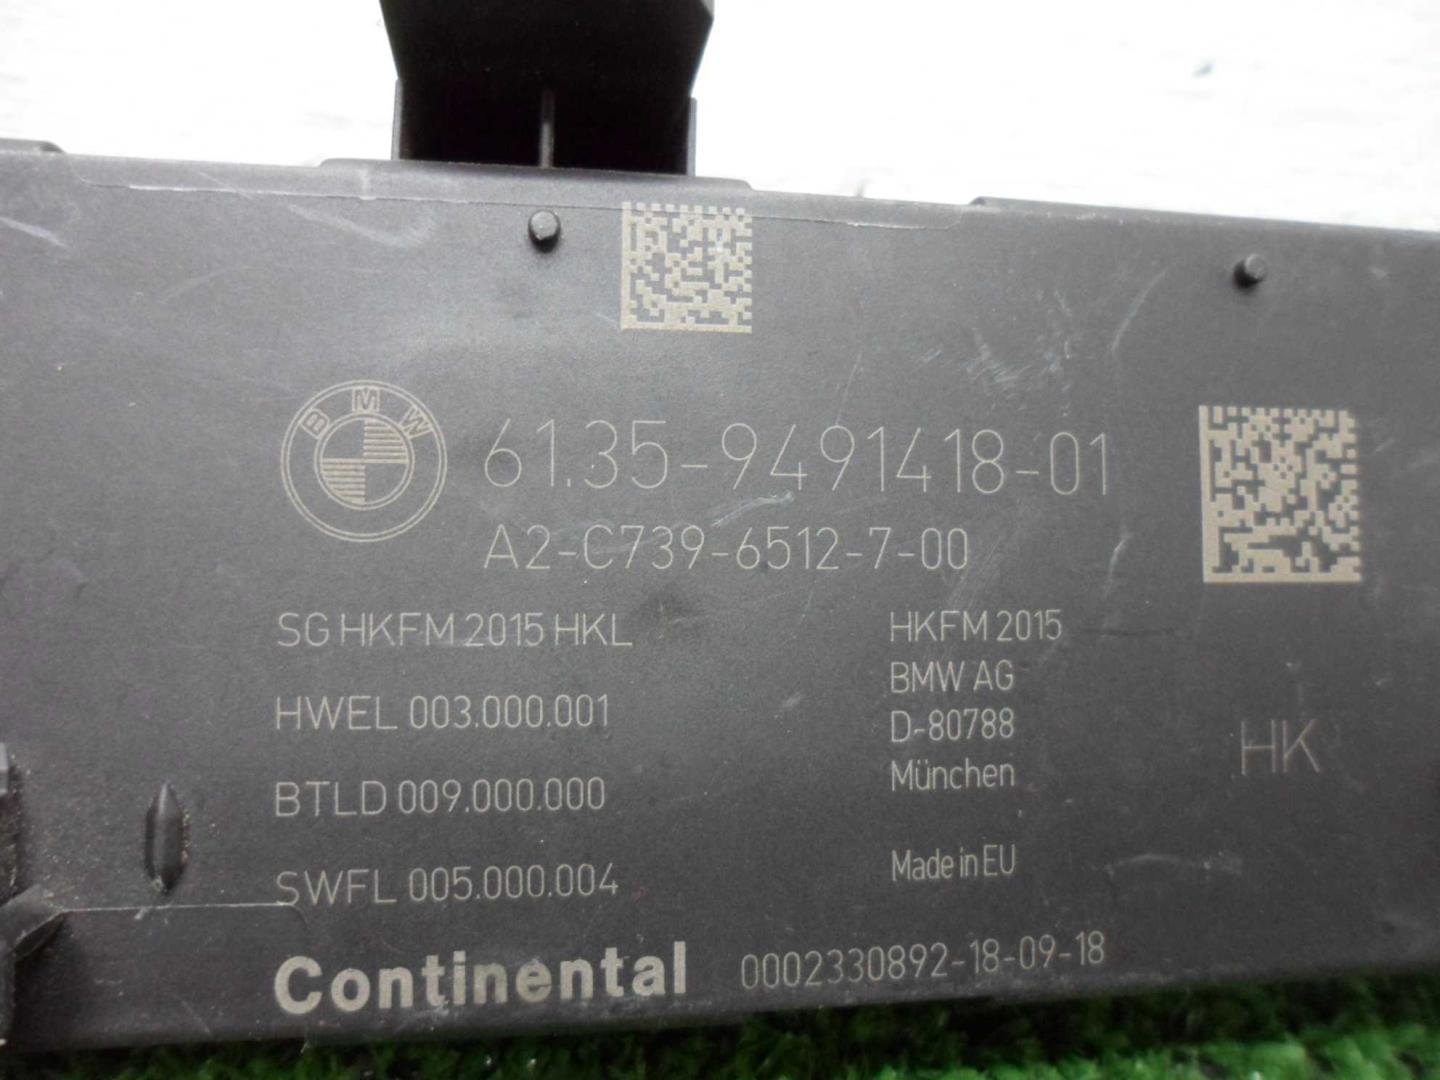 BMW
61.35-9491418-01
A2-C739-6512-7-00
SG HKFM 2015 HKL
HWEL 003.000.001
BTLD 009.000.000
SWFL 005.000.004
HKFM 2015
BMW AG
D-80788
München
Made in EU
HK
Continental 0002330892-18-09-18